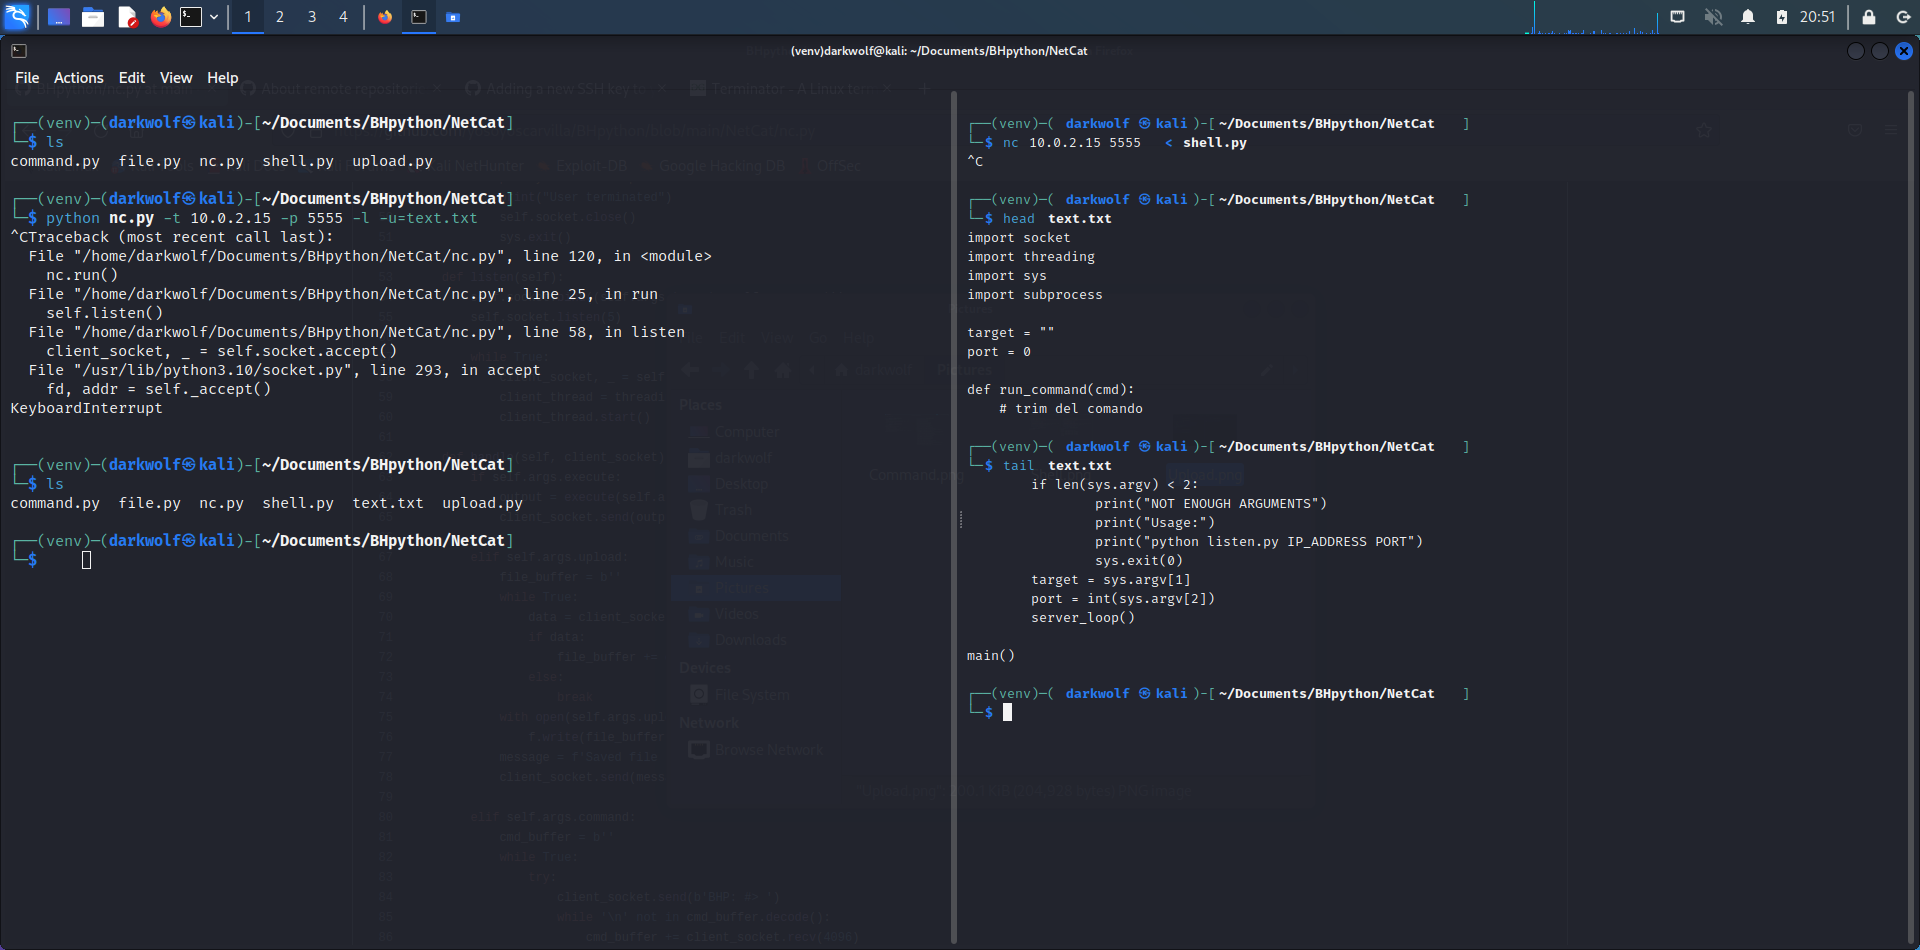 1 2 3 4 20:51
(venv)darkwolf@kali: ~/Documents/BHpython/NetCat
File Actions Edit View Help
┌──(venv)─(darkwolf㉿kali)-[~/Documents/BHpython/NetCat]
└─$ ls
command.py file.py nc.py shell.py upload.py
┌──(venv)─(darkwolf㉿kali)-[~/Documents/BHpython/NetCat]
└─$ python nc.py -t 10.0.2.15 -p 5555 -l -u=text.txt
^CTraceback (most recent call last):
File "/home/darkwolf/Documents/BHpython/NetCat/nc.py", line 120, in <module>
nc.run()
File "/home/darkwolf/Documents/BHpython/NetCat/nc.py", line 25, in run
self.listen()
File "/home/darkwolf/Documents/BHpython/NetCat/nc.py", line 58, in listen
client_socket, _ = self.socket.accept()
File "/usr/lib/python3.10/socket.py", line 293, in accept
fd, addr = self._accept()
KeyboardInterrupt
┌──(venv)─(darkwolf㉿kali)-[~/Documents/BHpython/NetCat]
└─$ ls
command.py file.py nc.py shell.py text.txt upload.py
┌──(venv)─(darkwolf㉿kali)-[~/Documents/BHpython/NetCat]
└─$
┌──(venv)─( darkwolf ㉿ kali )-[ ~/Documents/BHpython/NetCat ]
└─$ nc 10.0.2.15 5555 < shell.py
^C
┌──(venv)─( darkwolf ㉿ kali )-[ ~/Documents/BHpython/NetCat ]
└─$ head text.txt
import socket
import threading
import sys
import subprocess
target = ""
port = 0
def run_command(cmd):
# trim del comando
┌──(venv)─( darkwolf ㉿ kali )-[ ~/Documents/BHpython/NetCat ]
└─$ tail text.txt
if len(sys.argv) < 2:
print("NOT ENOUGH ARGUMENTS")
print("Usage:")
print("python listen.py IP_ADDRESS PORT")
sys.exit(0)
target = sys.argv[1]
port = int(sys.argv[2])
server_loop()
main()
┌──(venv)─( darkwolf ㉿ kali )-[ ~/Documents/BHpython/NetCat ]
└─$